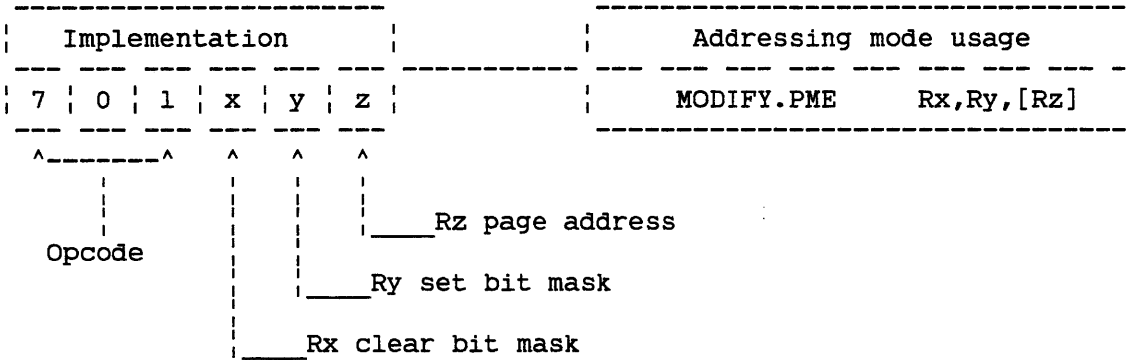 Implementation Addressing mode usage
7 0 1 x y z MODIFY.PME Rx,Ry,[Rz]
Rz page address
Opcode
Ry set bit mask
Rx clear bit mask